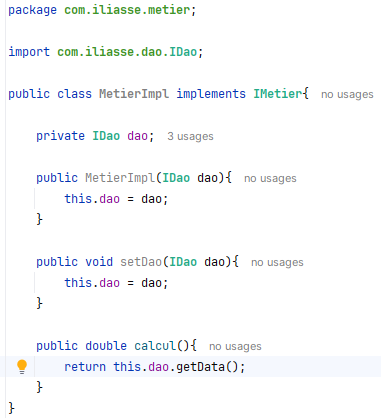 package com.iliasse.metier;
import com.iliasse.dao.IDao;
public class MetierImpl implements IMetier{ no usages
private IDao dao; 3 usages
public MetierImpl(IDao dao){ no usages
this.dao = dao;
}
public void setDao(IDao dao){ no usages
this.dao = dao;
}
public double calcul(){ no usages
return this.dao.getData();
}
}